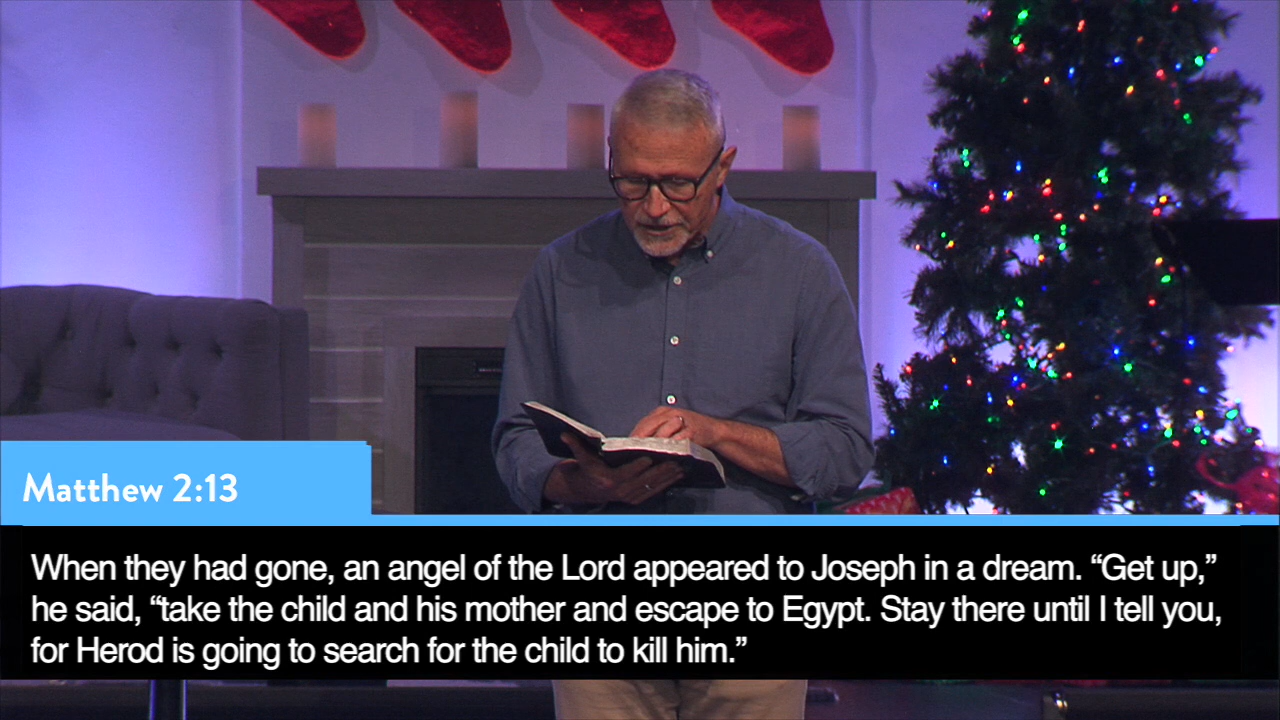 Matthew 2:13
When they had gone, an angel of the Lord appeared to Joseph in a dream. “Get up,”
he said, “take the child and his mother and escape to Egypt. Stay there until I tell you,
for Herod is going to search for the child to kill him.”